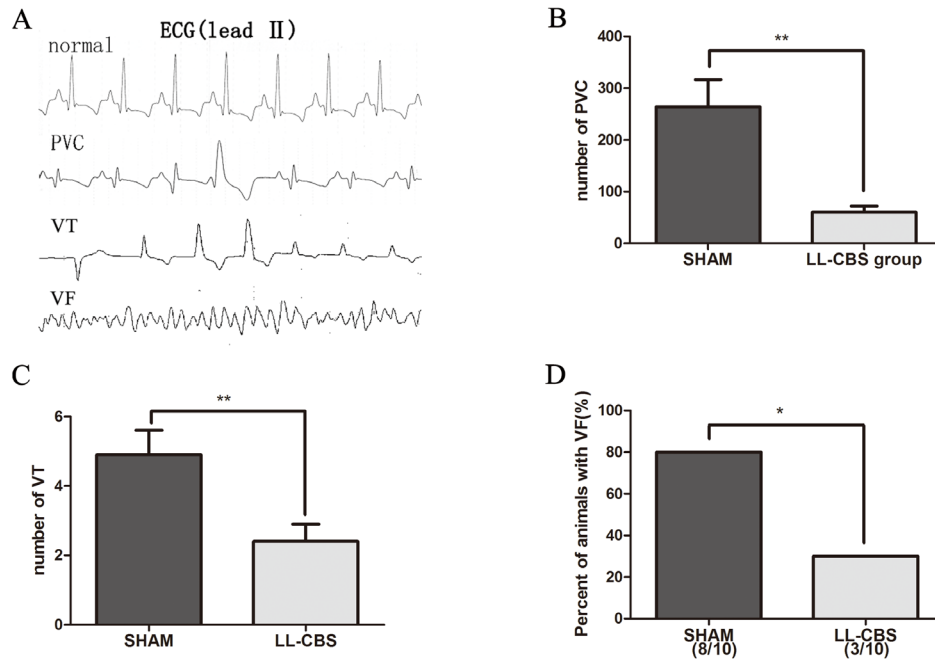 A
ECG(lead Ⅱ)
normal
PVC
VT
VF
B
number of PVC
400
300
200
100
0
**
SHAM
LL-CBS group
C
number of VT
6
4
2
0
**
SHAM
LL-CBS
D
Percent of animals with VF(%)
100
80
60
40
20
0
*
SHAM
(8/10)
LL-CBS
(3/10)